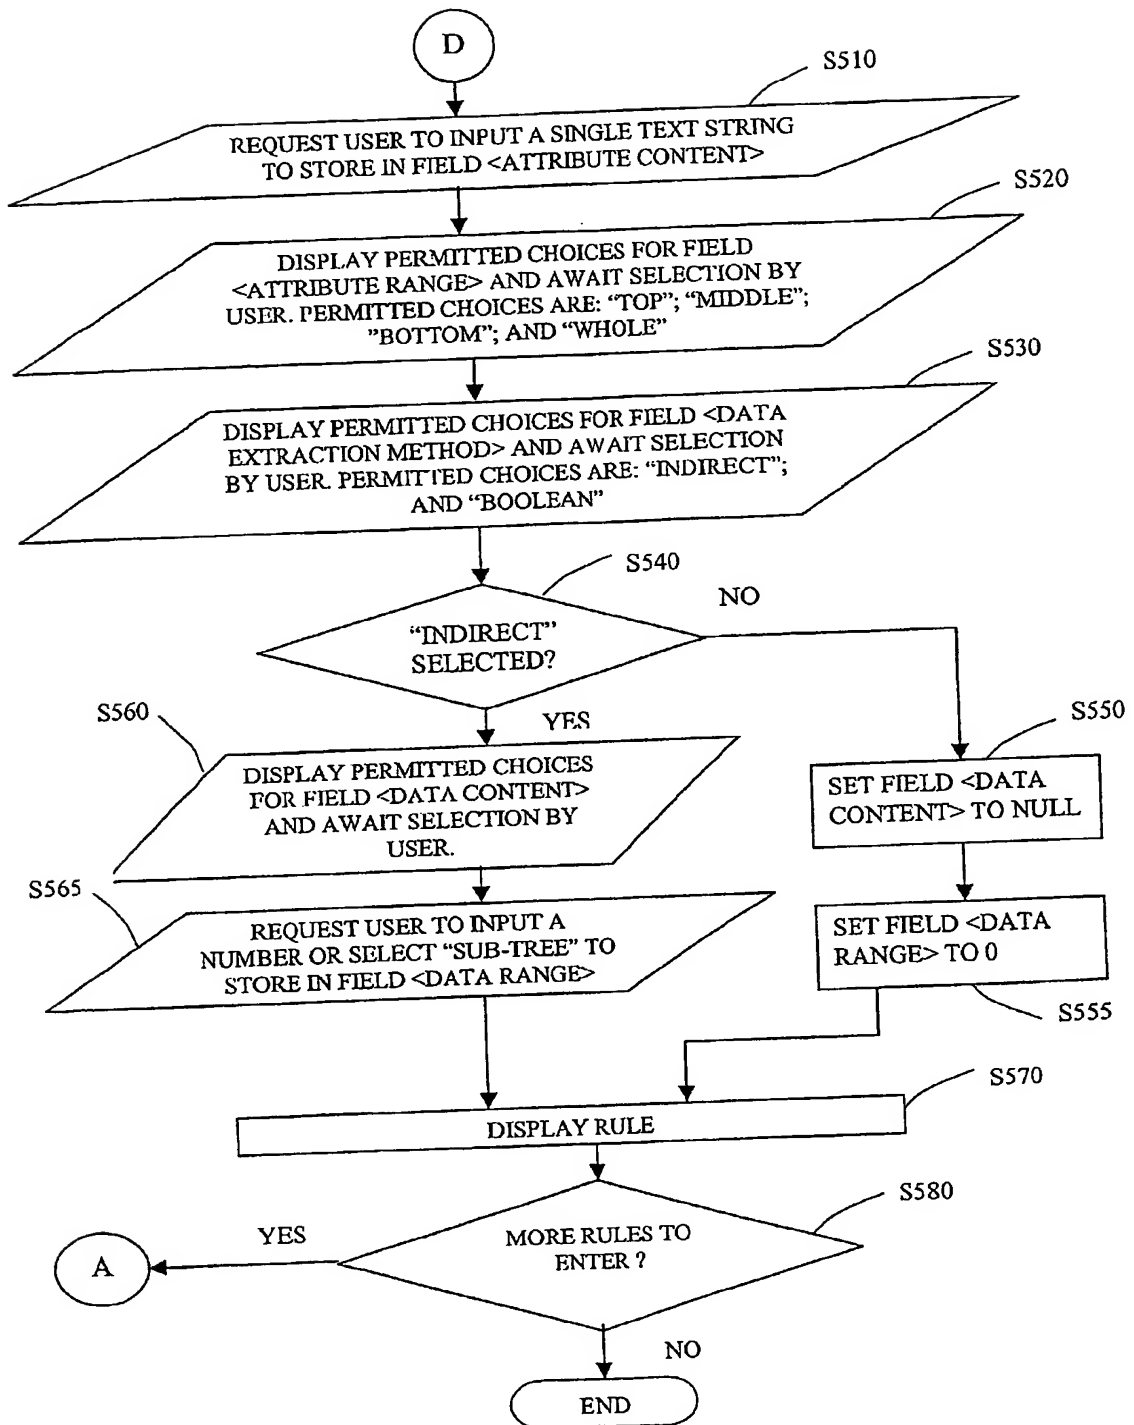 D
S510
REQUEST USER TO INPUT A SINGLE TEXT STRING
TO STORE IN FIELD <ATTRIBUTE CONTENT>
S520
DISPLAY PERMITTED CHOICES FOR FIELD
<ATTRIBUTE RANGE> AND AWAIT SELECTION BY
USER. PERMITTED CHOICES ARE: “TOP”; “MIDDLE”;
”BOTTOM”; AND “WHOLE”
S530
DISPLAY PERMITTED CHOICES FOR FIELD <DATA
EXTRACTION METHOD> AND AWAIT SELECTION
BY USER. PERMITTED CHOICES ARE: “INDIRECT”;
AND “BOOLEAN”
S540
NO
“INDIRECT”
SELECTED?
YES
S560
DISPLAY PERMITTED CHOICES
FOR FIELD <DATA CONTENT>
AND AWAIT SELECTION BY
USER.
S550
SET FIELD <DATA
CONTENT> TO NULL
S565
REQUEST USER TO INPUT A
NUMBER OR SELECT “SUB-TREE” TO
STORE IN FIELD <DATA RANGE>
SET FIELD <DATA
RANGE> TO 0
S555
S570
DISPLAY RULE
S580
MORE RULES TO
ENTER ?
YES
A
NO
END